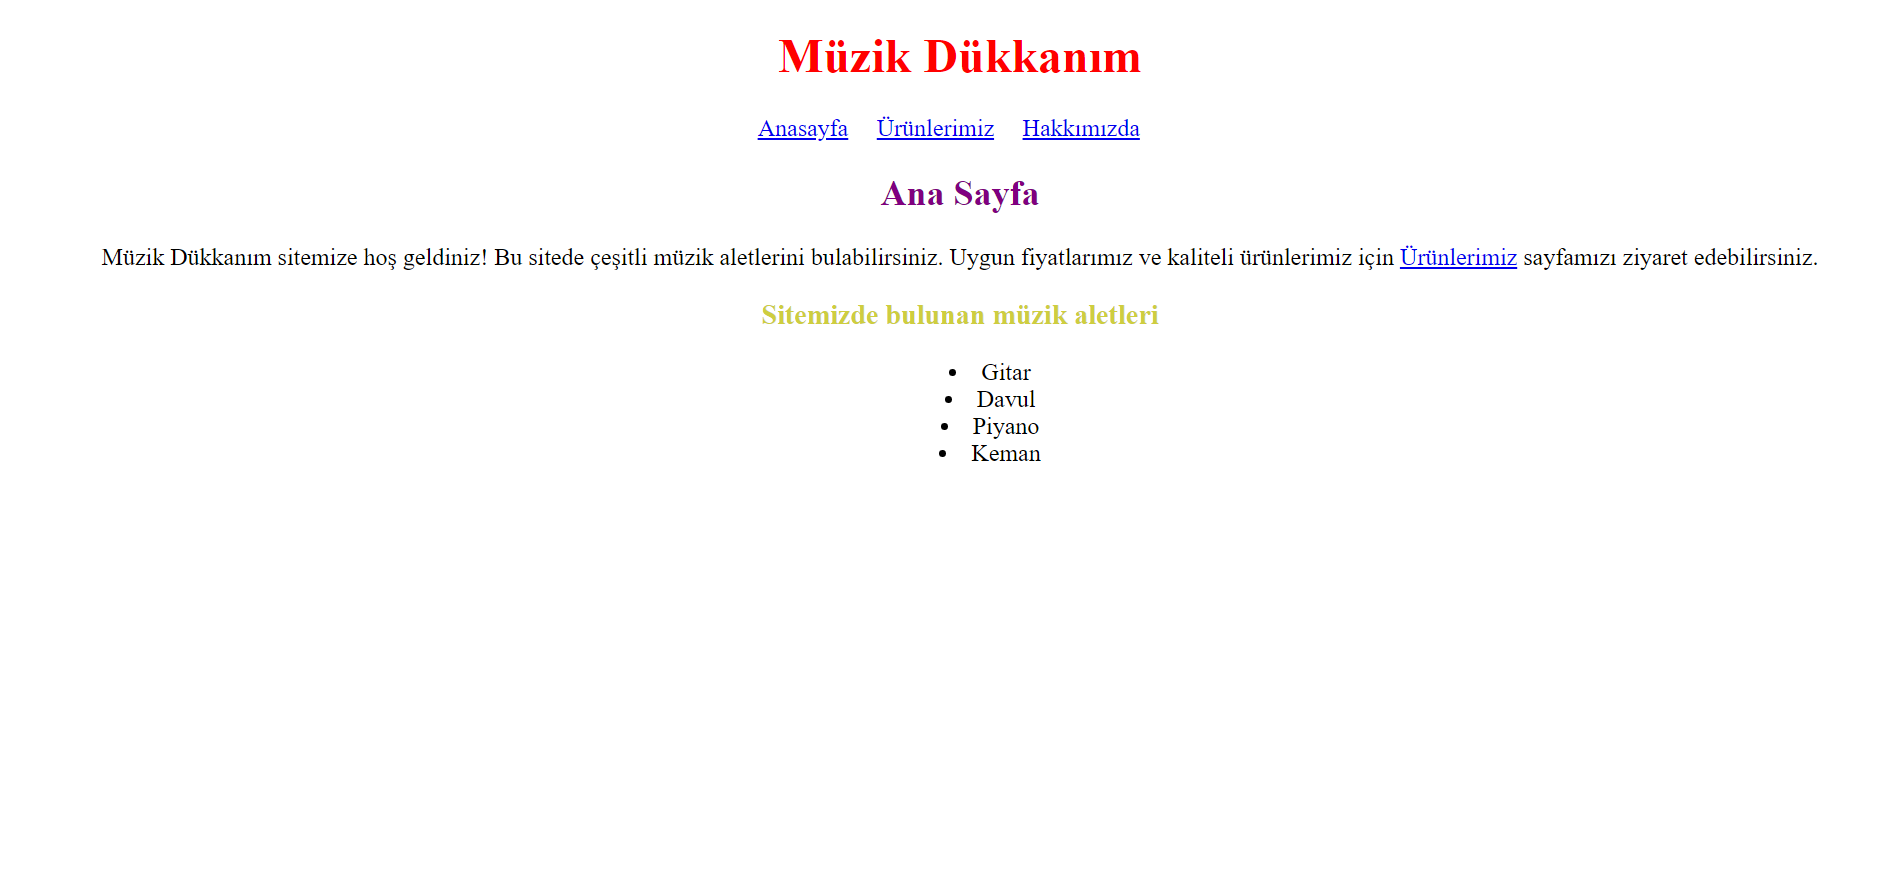 Müzik Dükkanım
Anasayfa Ürünlerimiz Hakkımızda
Ana Sayfa
Müzik Dükkanım sitemize hoş geldiniz! Bu sitede çeşitli müzik aletlerini bulabilirsiniz. Uygun fiyatlarımız ve kaliteli ürünlerimiz için Ürünlerimiz sayfamızı ziyaret edebilirsiniz.
Sitemizde bulunan müzik aletleri
• Gitar
• Davul
• Piyano
• Keman